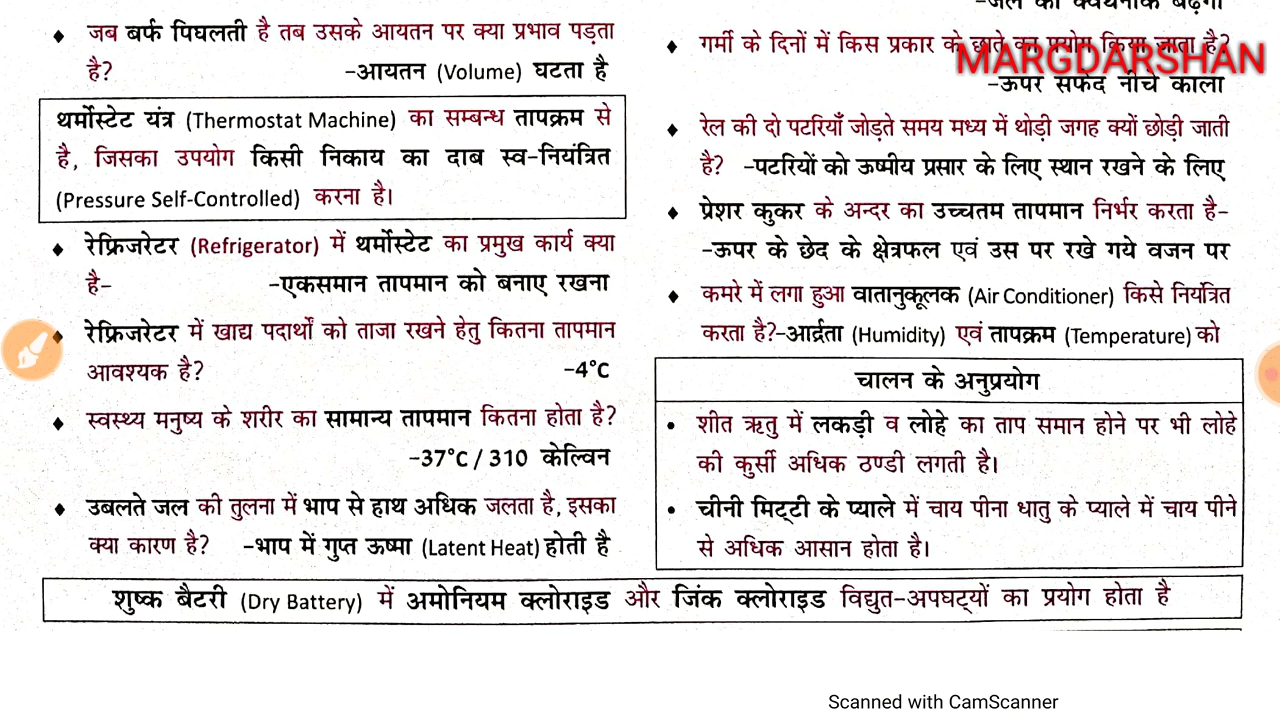 जब बर्फ पिघलती है तब उसके आयतन पर क्या प्रभाव पड़ता
है? -आयतन (Volume) घटता है
थर्मोस्टेट यंत्र (Thermostat Machine) का सम्बन्ध तापक्रम से
है, जिसका उपयोग किसी निकाय का दाब स्व-नियंत्रित
(Pressure Self-Controlled) करना है।
रेफ्रिजरेटर (Refrigerator) में थर्मोस्टेट का प्रमुख कार्य क्या
है- -एकसमान तापमान को बनाए रखना
रेफ्रिजरेटर में खाद्य पदार्थों को ताजा रखने हेतु कितना तापमान
आवश्यक है? -4°C
स्वस्थ्य मनुष्य के शरीर का सामान्य तापमान कितना होता है?
-37°C / 310 केल्विन
उबलते जल की तुलना में भाप से हाथ अधिक जलता है, इसका
क्या कारण है? -भाप में गुप्त ऊष्मा (Latent Heat) होती है
-जल का क्वथनांक बढ़ेगा
गर्मी के दिनों में किस प्रकार के छाते का प्रयोग किया जाता है?
MARGDARSHAN
-ऊपर सफेद नीचे काला
रेल की दो पटरियाँ जोड़ते समय मध्य में थोड़ी जगह क्यों छोड़ी जाती
है? -पटरियों को ऊष्मीय प्रसार के लिए स्थान रखने के लिए
प्रेशर कुकर के अन्दर का उच्चतम तापमान निर्भर करता है-
-ऊपर के छेद के क्षेत्रफल एवं उस पर रखे गये वजन पर
कमरे में लगा हुआ वातानुकूलक (Air Conditioner) किसे नियंत्रित
करता है?-आर्द्रता (Humidity) एवं तापक्रम (Temperature) को
चालन के अनुप्रयोग
• शीत ऋतु में लकड़ी व लोहे का ताप समान होने पर भी लोहे
की कुर्सी अधिक ठण्डी लगती है।
• चीनी मिट्टी के प्याले में चाय पीना धातु के प्याले में चाय पीने
से अधिक आसान होता है।
शुष्क बैटरी (Dry Battery) में अमोनियम क्लोराइड और जिंक क्लोराइड विद्युत-अपघट्यों का प्रयोग होता है
Scanned with CamScanner